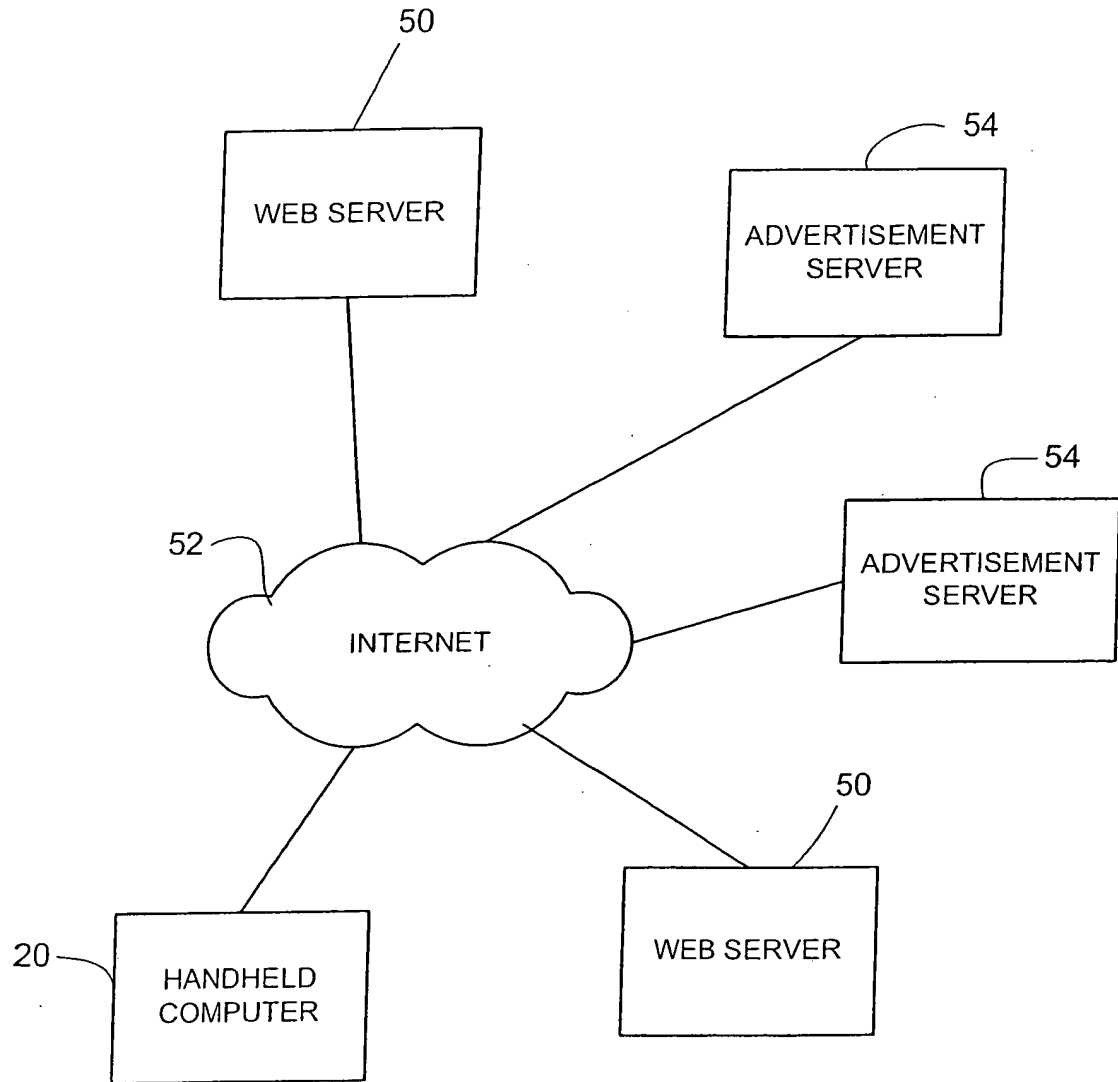 50
WEB SERVER
54
ADVERTISEMENT
SERVER
54
ADVERTISEMENT
SERVER
52
INTERNET
50
WEB SERVER
20
HANDHELD
COMPUTER